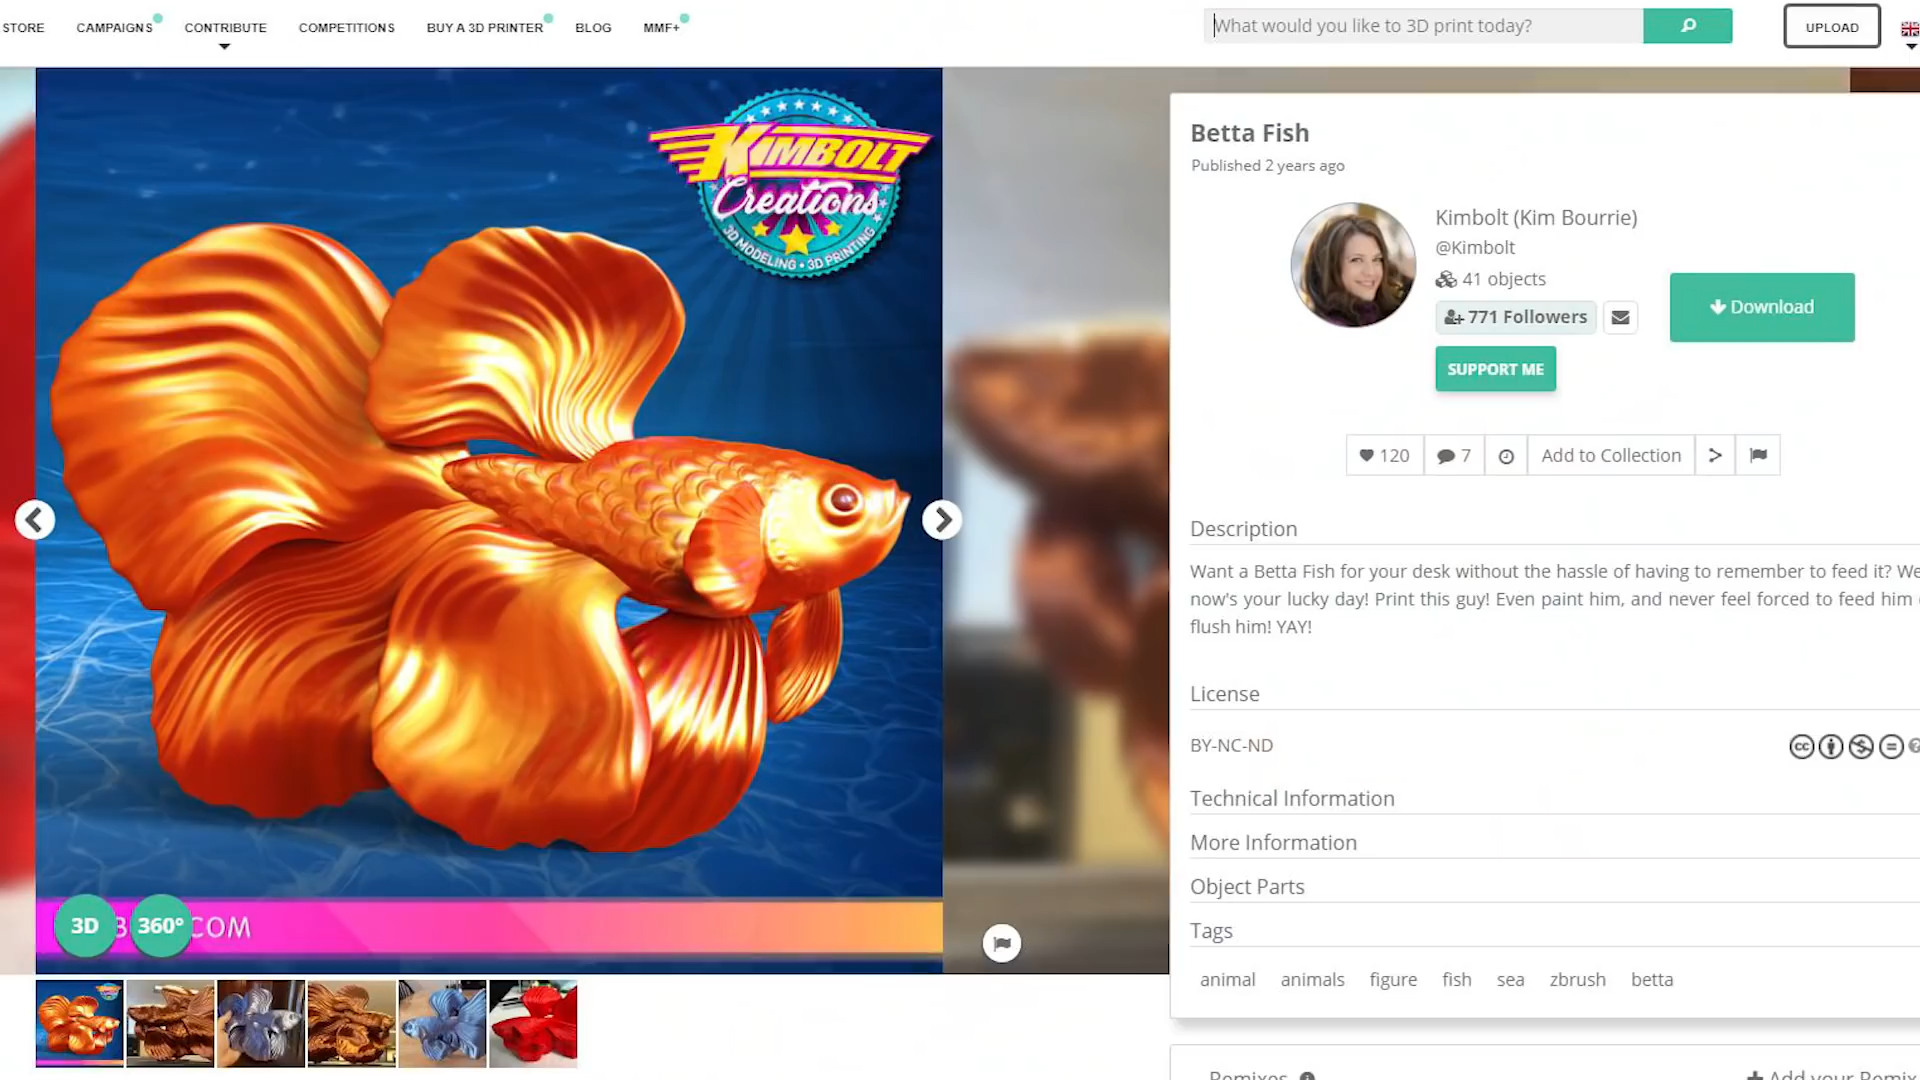 STORE
CAMPAIGNS
CONTRIBUTE
COMPETITIONS
BUY A 3D PRINTER
BLOG
MMF+
What would you like to 3D print today?
UPLOAD
KIMBOLT
Creations
3D MODELING • 3D PRINTING
Betta Fish
Published 2 years ago
Kimbolt (Kim Bourrie)
@Kimbolt
41 objects
771 Followers
SUPPORT ME
Download
120
7
Add to Collection
Description
Want a Betta Fish for your desk without the hassle of having to remember to feed it? We
now's your lucky day! Print this guy! Even paint him, and never feel forced to feed him
flush him! YAY!
License
BY-NC-ND
cc
Technical Information
More Information
Object Parts
Tags
animal animals figure fish sea zbrush betta
3D
360°
COM
Remixes
Add your Remix